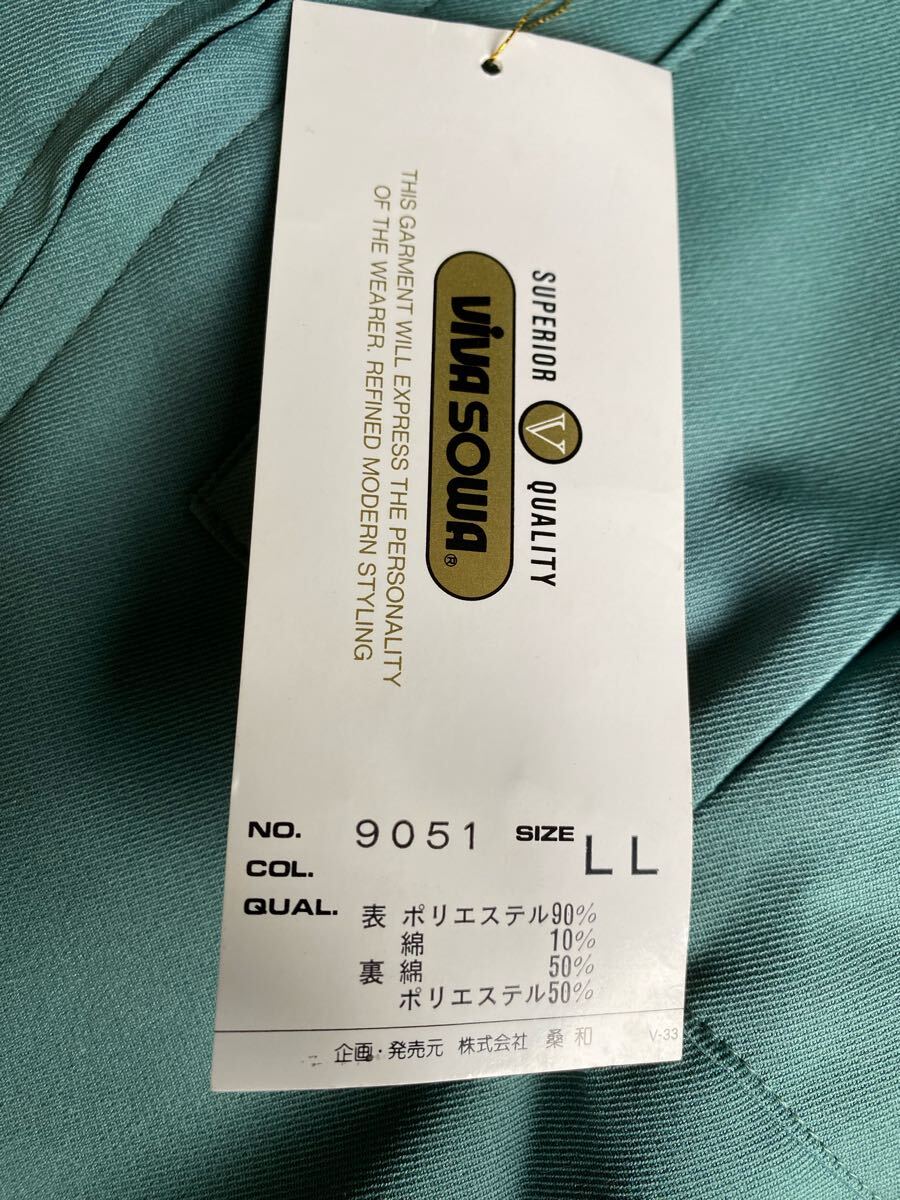 SUPERIOR V QUALITY
ViVA SOWA ®
THIS GARMENT WILL EXPRESS THE PERSONALITY
OF THE WEARER. REFINED MODERN STYLING
NO. 9051 SIZE LL
COL.
QUAL. 表 ポリエステル90%
綿 10%
裏 綿 50%
ポリエステル50%
企画・発売元 株式会社 桑和 V-33